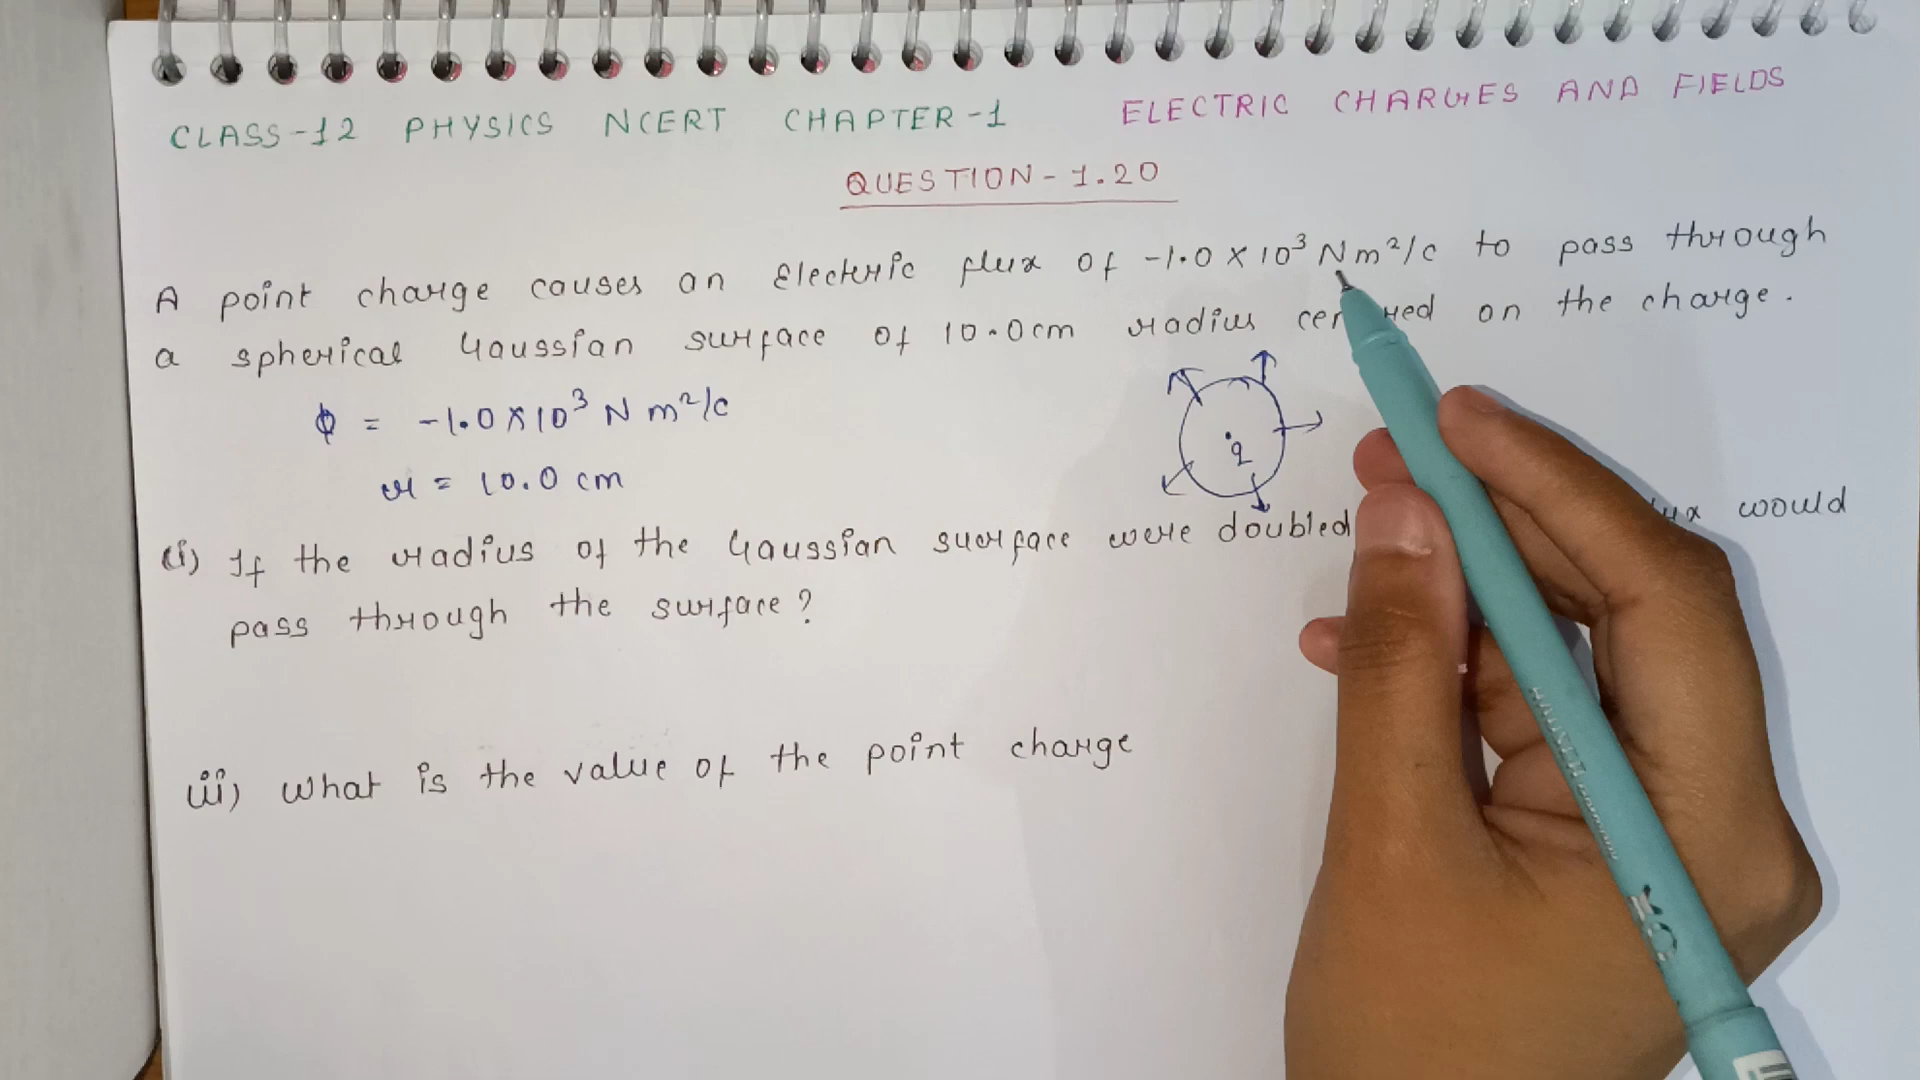 CLASS-12 PHYSICS NCERT CHAPTER-1 ELECTRIC CHARGES AND FIELDS
QUESTION-1.20
A point charge causes an Electric flux of -1.0 × 10³ Nm²/c to pass through
a spherical Gaussian surface of 10.0cm radius on the charge.
ϕ = -1.0×10³ N m²/c
r = 10.0 cm
q
(i) If the radius of the Gaussian surface were doubled would
pass through the surface?
iii) What is the value of the point charge